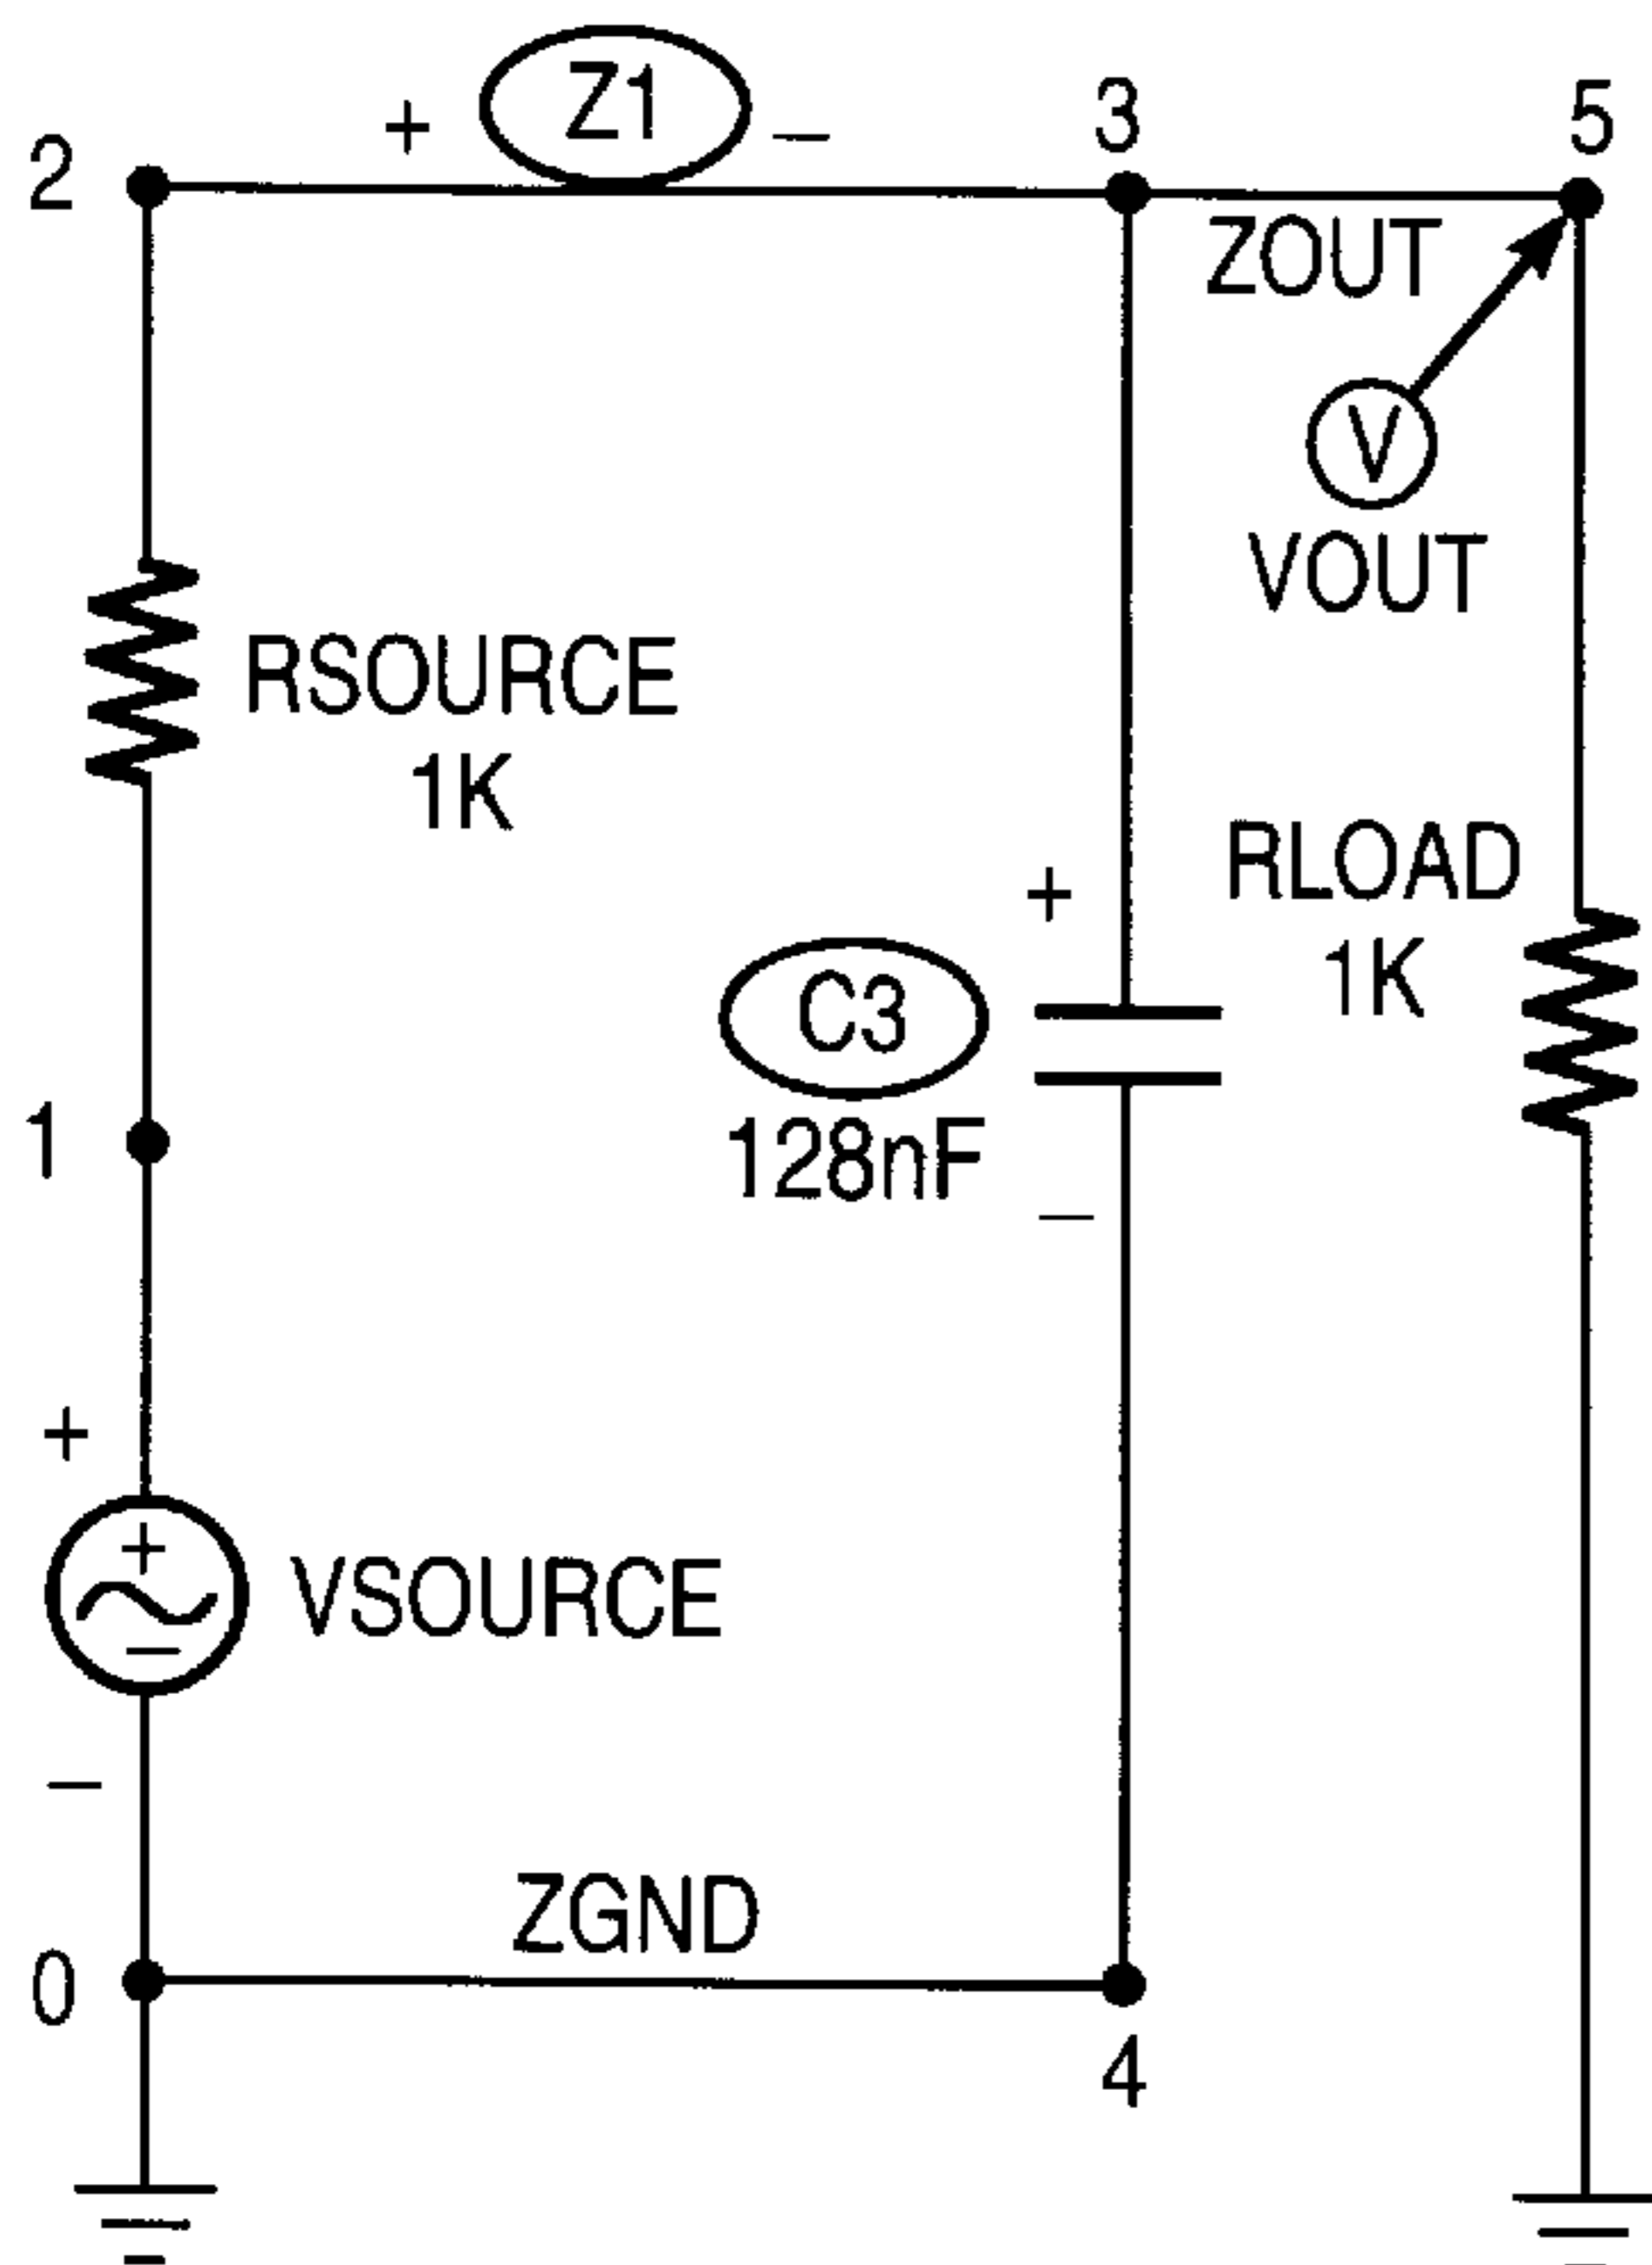 + Z1 −
2
3
5
ZOUT
V
VOUT
RSOURCE
1K
RLOAD
1K
+
C3
128nF
−
1
+
+
−
VSOURCE
−
ZGND
0
4